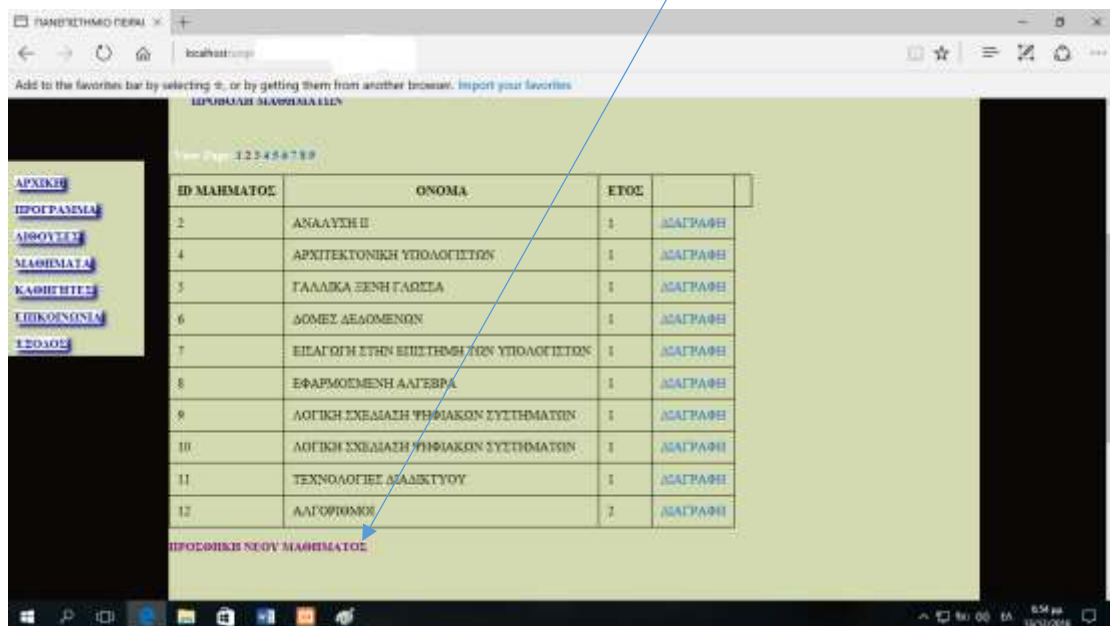 ΠΑΝΕΠΙΣΤΗΜΙΟ ΠΕΙΡΑΙ
localhost
Add to the favorites bar by selecting ☆, or by getting them from another browser. Import your favorites
ΠΡΟΒΟΛΗ ΜΑΘΗΜΑΤΩΝ
View Page: 1 2 3 4 5 6 7 8 9
ΑΡΧΙΚΗ
ΠΡΟΓΡΑΜΜΑ
ΑΙΘΟΥΣΕΣ
ΜΑΘΗΜΑΤΑ
ΚΑΘΗΓΗΤΕΣ
ΕΠΙΚΟΙΝΩΝΙΑ
ΕΞΟΔΟΣ
ID ΜΑΗΜΑΤΟΣ ΟΝΟΜΑ ΕΤΟΣ
2 ΑΝΑΛΥΣΗ ΙΙ 1 ΔΙΑΓΡΑΦΗ
4 ΑΡΧΙΤΕΚΤΟΝΙΚΗ ΥΠΟΛΟΓΙΣΤΩΝ 1 ΔΙΑΓΡΑΦΗ
5 ΓΑΛΛΙΚΑ ΞΕΝΗ ΓΛΩΣΣΑ 1 ΔΙΑΓΡΑΦΗ
6 ΔΟΜΕΣ ΔΕΔΟΜΕΝΩΝ 1 ΔΙΑΓΡΑΦΗ
7 ΕΙΣΑΓΩΓΗ ΣΤΗΝ ΕΠΙΣΤΗΜΗ ΤΩΝ ΥΠΟΛΟΓΙΣΤΩΝ 1 ΔΙΑΓΡΑΦΗ
8 ΕΦΑΡΜΟΣΜΕΝΗ ΑΛΓΕΒΡΑ 1 ΔΙΑΓΡΑΦΗ
9 ΛΟΓΙΚΗ ΣΧΕΔΙΑΣΗ ΨΗΦΙΑΚΩΝ ΣΥΣΤΗΜΑΤΩΝ 1 ΔΙΑΓΡΑΦΗ
10 ΛΟΓΙΚΗ ΣΧΕΔΙΑΣΗ ΨΗΦΙΑΚΩΝ ΣΥΣΤΗΜΑΤΩΝ 1 ΔΙΑΓΡΑΦΗ
11 ΤΕΧΝΟΛΟΓΙΕΣ ΔΙΑΔΙΚΤΥΟΥ 1 ΔΙΑΓΡΑΦΗ
12 ΑΛΓΟΡΙΘΜΟΙ 2 ΔΙΑΓΡΑΦΗ
ΠΡΟΣΘΗΚΗ ΝΕΟΥ ΜΑΘΗΜΑΤΟΣ
6:54 μμ